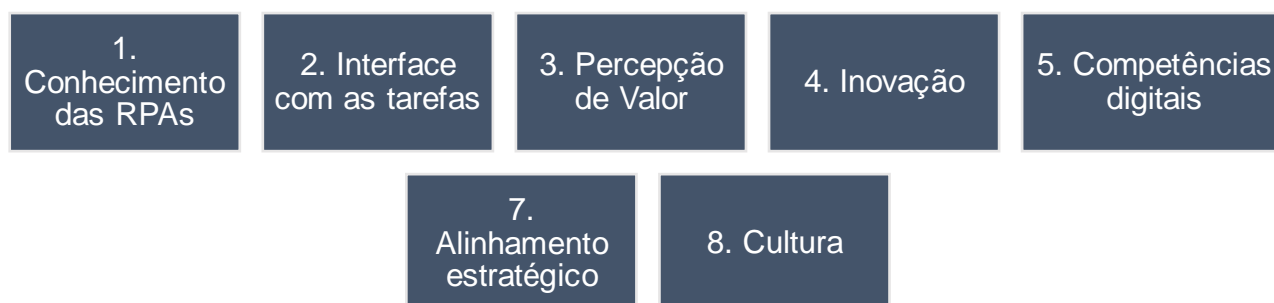 1.
Conhecimento
das RPAs
2. Interface
com as tarefas
3. Percepção
de Valor
4. Inovação
5. Competências
digitais
7.
Alinhamento
estratégico
8. Cultura